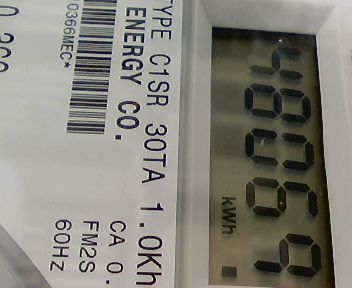 48069
kWh
TYPE C1SR 30TA 1.0Kh
ENERGY CO. CA 0.
FM2S
0366MEC*
60Hz